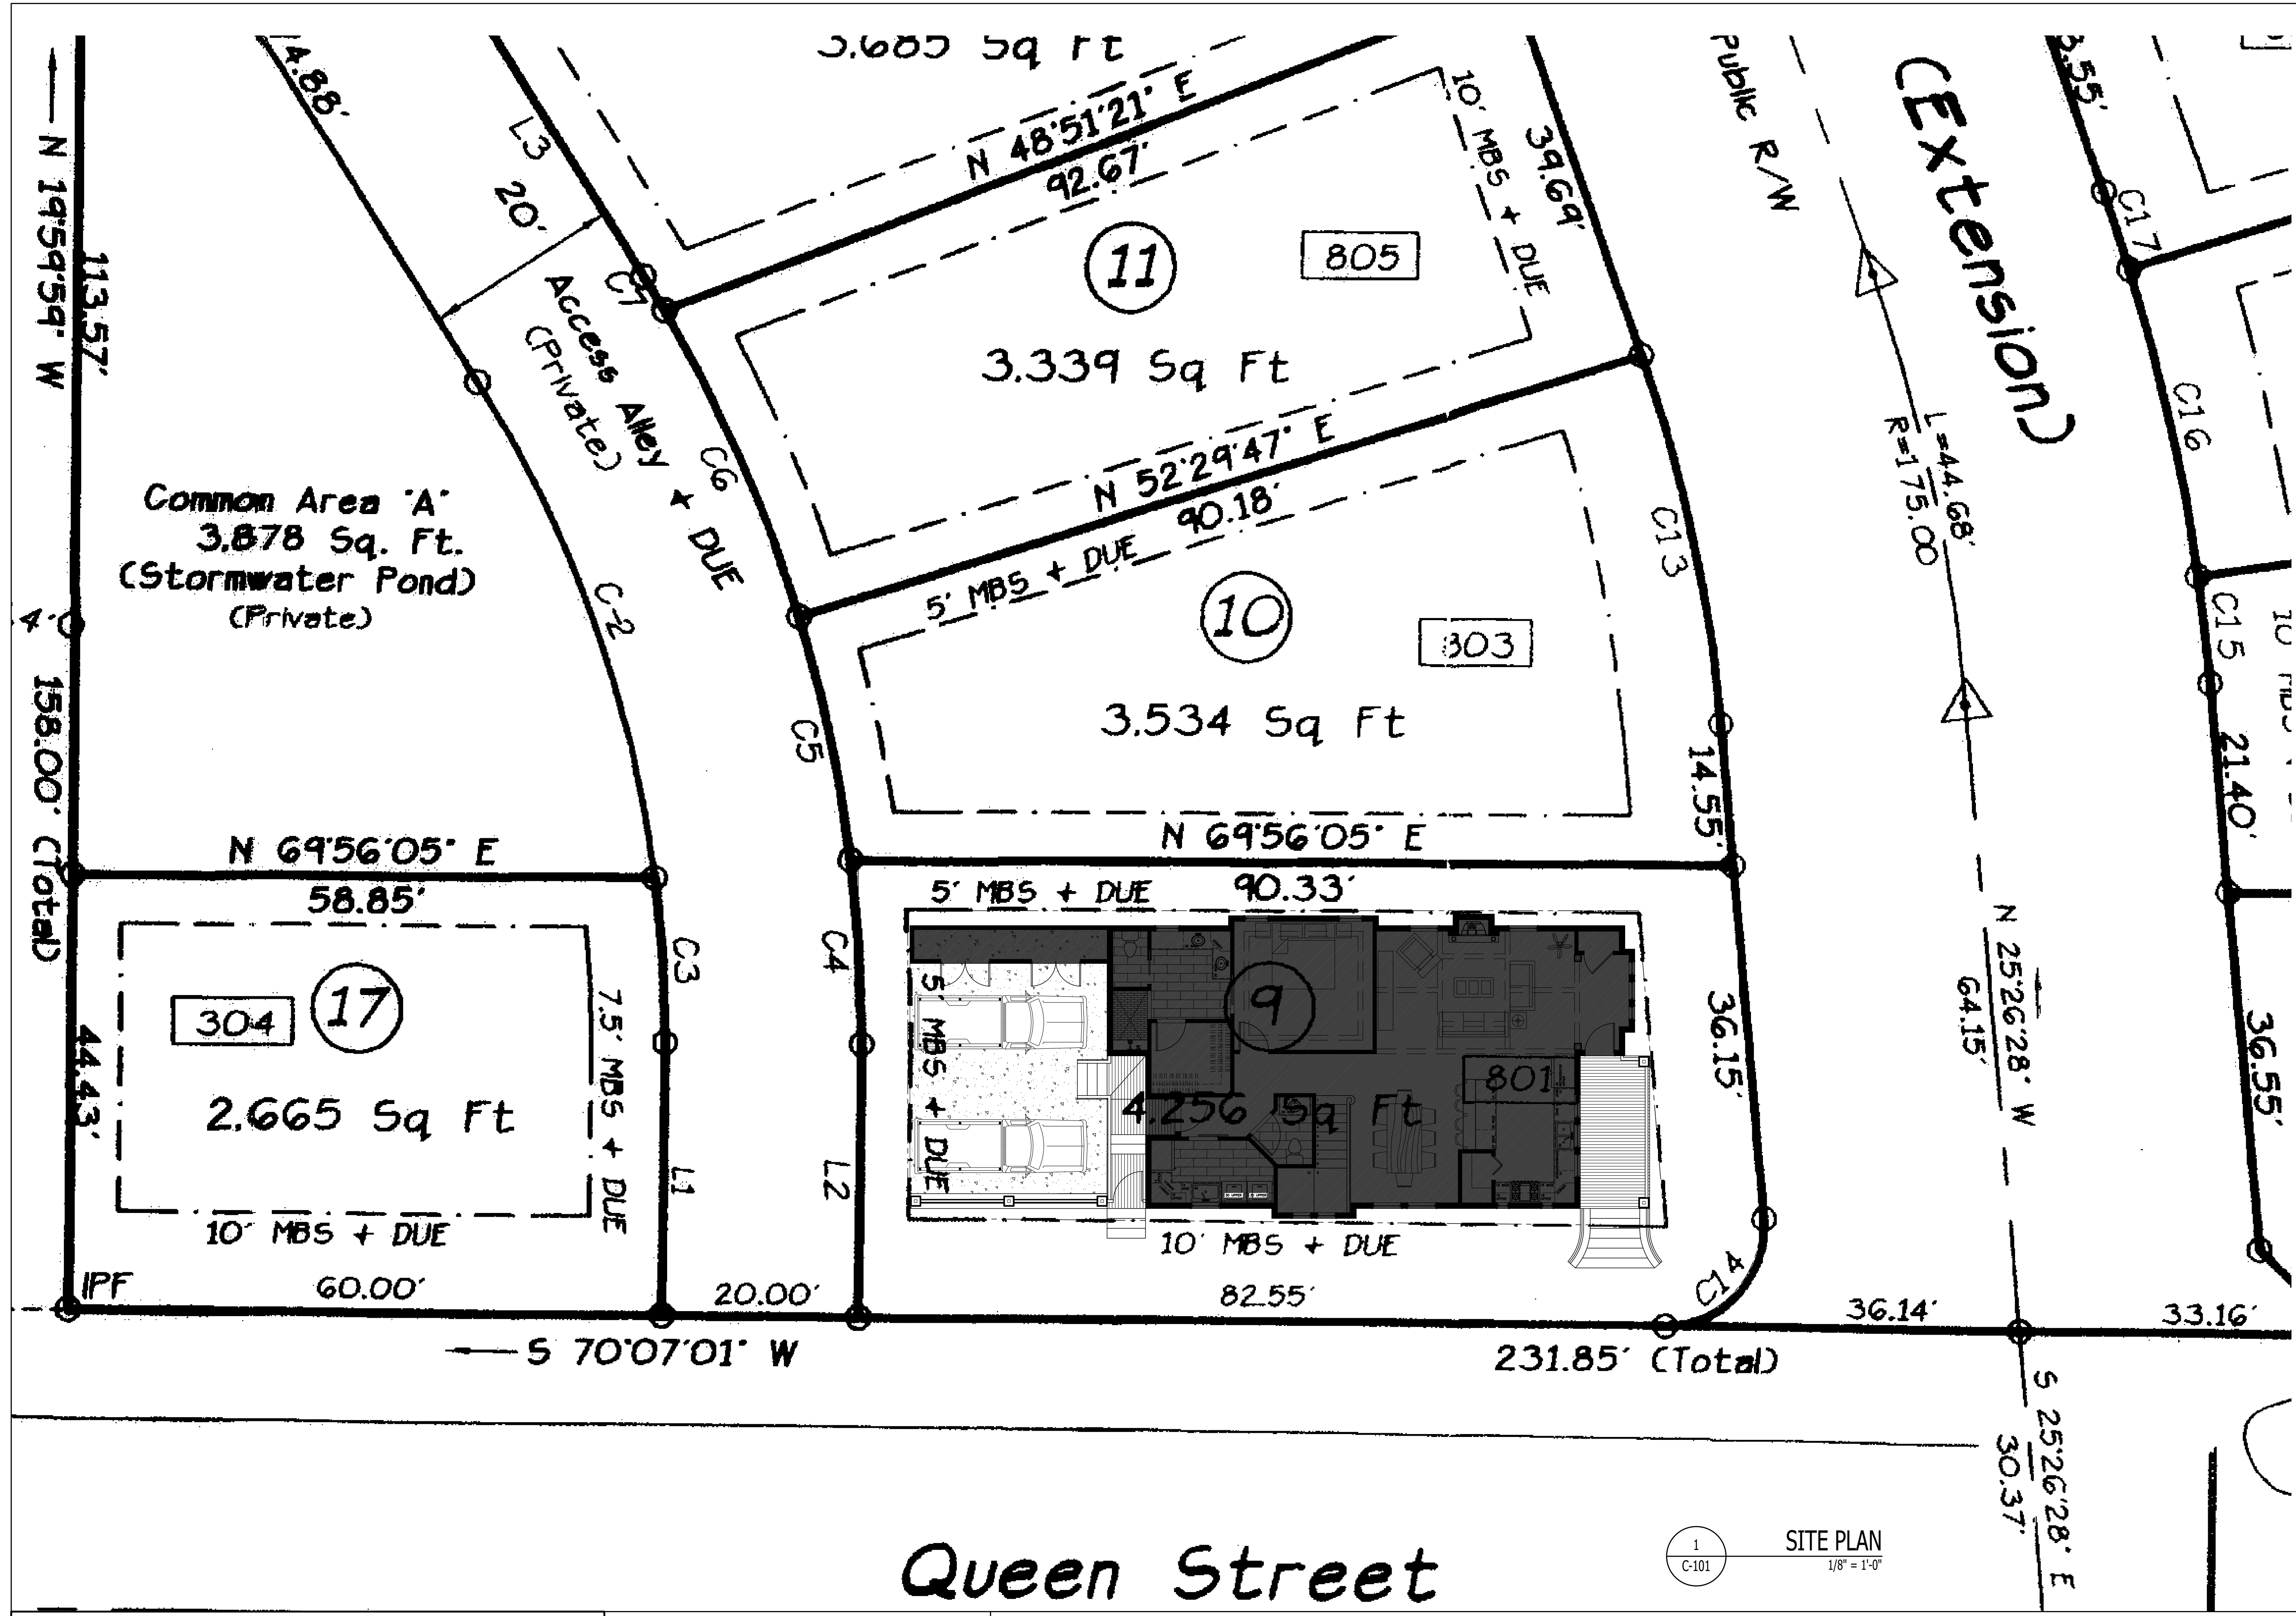 3.685 Sq Ft
4.88'
N 19°59'59" W
113.57'
L3
20'
N 48°51'21" E
92.67'
10' MBS + DUE
39.69'
Public R/W
(Extension)
C17
C7
Access Alley + DUE
(Private)
11
805
3.339 Sq Ft
C6
L=44.68'
R=175.00
C16
N 52°29'47" E
90.18'
5' MBS + DUE
C13
Common Area "A"
3.878 Sq. Ft.
(Stormwater Pond)
(Private)
C-2
10
3.534 Sq Ft
C15
4'
158.00' (Total)
C5
14.55'
21.40'
N 69°56'05" E
58.85'
N 69°56'05" E
90.33'
5' MBS + DUE
C3
C4
304
17
7.5' MBS + DUE
5' MBS + DUE
9
801
36.15'
N 25°26'28" W
64.15'
36.55'
44.43'
2.665 Sq Ft
4.256 Sq Ft
L1
L2
10' MBS + DUE
10' MBS + DUE
C14
IPF
60.00'
20.00'
82.55'
36.14'
33.16'
S 70°07'01" W
231.85' (Total)
S 25°26'28" E
30.37'
Queen Street
1
C-101
SITE PLAN
1/8" = 1'-0"